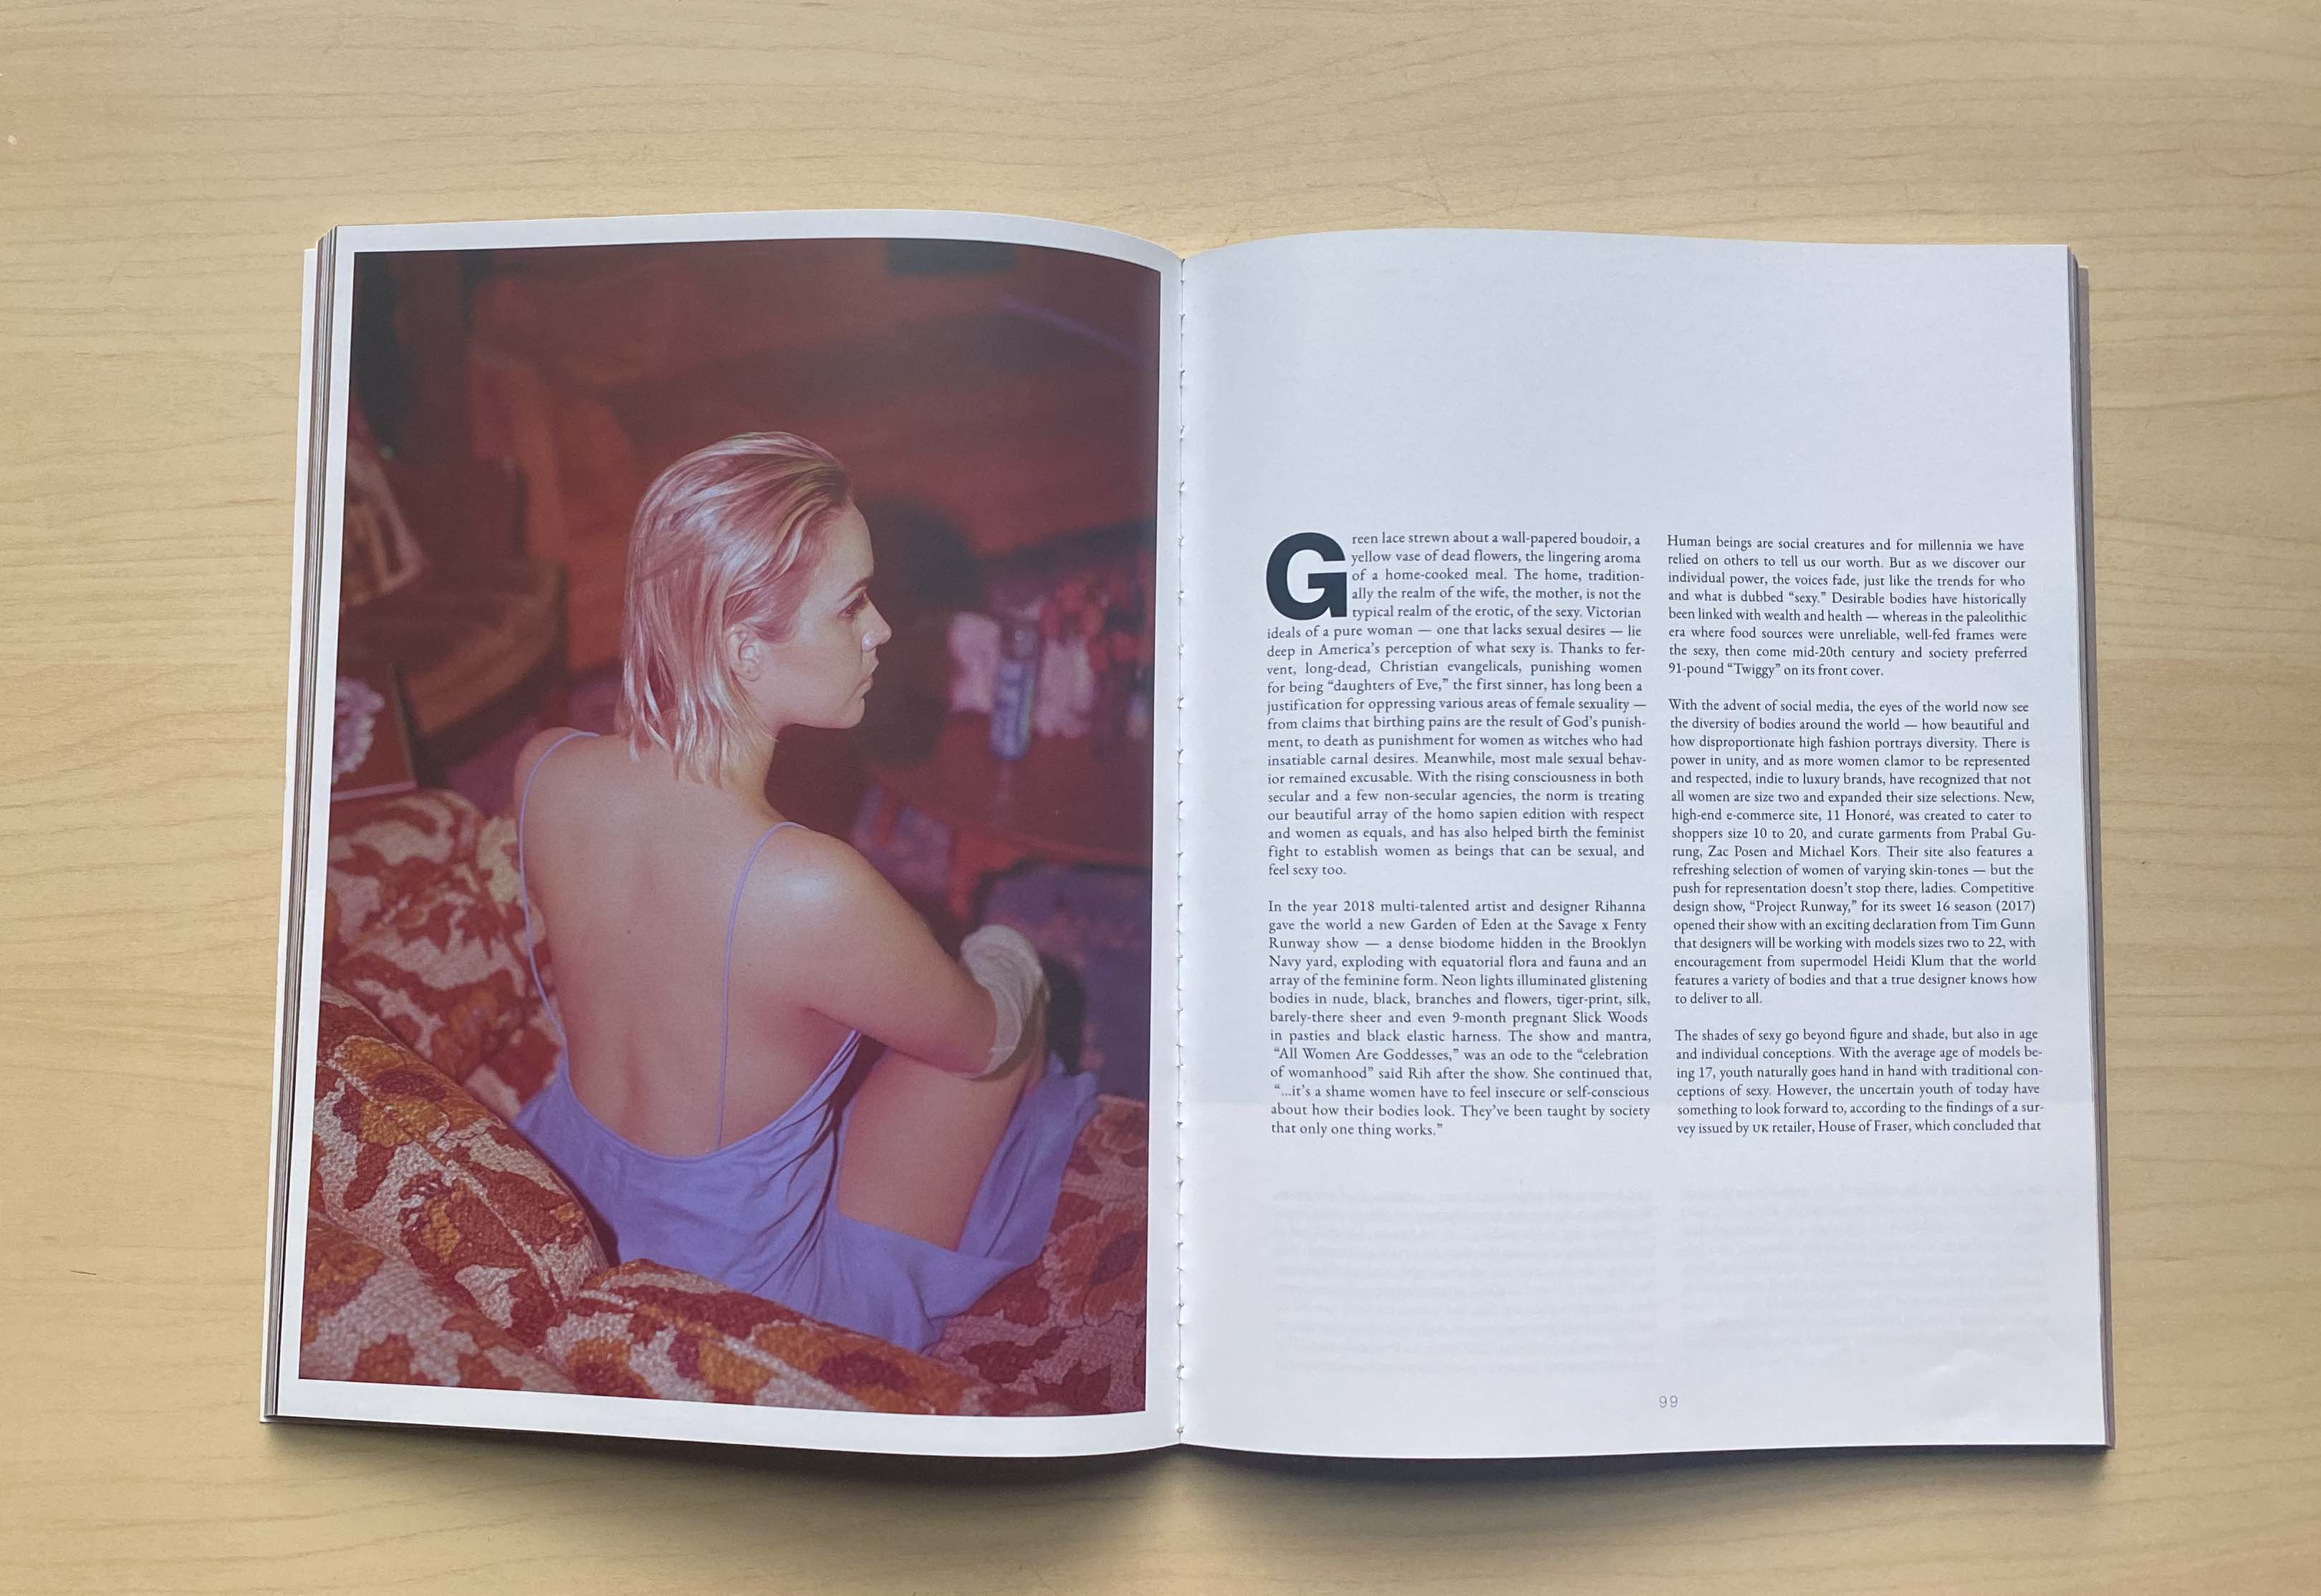 Green lace strewn about a wall-papered boudoir, a
yellow vase of dead flowers, the lingering aroma
of a home-cooked meal. The home, tradition-
ally the realm of the wife, the mother, is not the
typical realm of the erotic, of the sexy. Victorian
ideals of a pure woman — one that lacks sexual desires — lie
deep in America's perception of what sexy is. Thanks to fer-
vent, long-dead, Christian evangelicals, punishing women
for being “daughters of Eve,” the first sinner, has long been a
justification for oppressing various areas of female sexuality —
from claims that birthing pains are the result of God's punish-
ment, to death as punishment for women as witches who had
insatiable carnal desires. Meanwhile, most male sexual behav-
ior remained excusable. With the rising consciousness in both
secular and a few non-secular agencies, the norm is treating
our beautiful array of the homo sapien edition with respect
and women as equals, and has also helped birth the feminist
fight to establish women as beings that can be sexual, and
feel sexy too.
In the year 2018 multi-talented artist and designer Rihanna
gave the world a new Garden of Eden at the Savage x Fenty
Runway show — a dense biodome hidden in the Brooklyn
Navy yard, exploding with equatorial flora and fauna and an
array of the feminine form. Neon lights illuminated glistening
bodies in nude, black, branches and flowers, tiger-print, silk,
barely-there sheer and even 9-month pregnant Slick Woods
in pasties and black elastic harness. The show and mantra,
“All Women Are Goddesses,” was an ode to the “celebration
of womanhood” said Rih after the show. She continued that,
“...it's a shame women have to feel insecure or self-conscious
about how their bodies look. They've been taught by society
that only one thing works.”
Human beings are social creatures and for millennia we have
relied on others to tell us our worth. But as we discover our
individual power, the voices fade, just like the trends for who
and what is dubbed “sexy.” Desirable bodies have historically
been linked with wealth and health — whereas in the paleolithic
era where food sources were unreliable, well-fed frames were
the sexy, then come mid-20th century and society preferred
91-pound “Twiggy” on its front cover.
With the advent of social media, the eyes of the world now see
the diversity of bodies around the world — how beautiful and
how disproportionate high fashion portrays diversity. There is
power in unity, and as more women clamor to be represented
and respected, indie to luxury brands, have recognized that not
all women are size two and expanded their size selections. New,
high-end e-commerce site, 11 Honoré, was created to cater to
shoppers size 10 to 20, and curate garments from Prabal Gu-
rung, Zac Posen and Michael Kors. Their site also features a
refreshing selection of women of varying skin-tones — but the
push for representation doesn't stop there, ladies. Competitive
design show, “Project Runway,” for its sweet 16 season (2017)
opened their show with an exciting declaration from Tim Gunn
that designers will be working with models sizes two to 22, with
encouragement from supermodel Heidi Klum that the world
features a variety of bodies and that a true designer knows how
to deliver to all.
The shades of sexy go beyond figure and shade, but also in age
and individual conceptions. With the average age of models be-
ing 17, youth naturally goes hand in hand with traditional con-
ceptions of sexy. However, the uncertain youth of today have
something to look forward to, according to the findings of a sur-
vey issued by UK retailer, House of Fraser, which concluded that
99